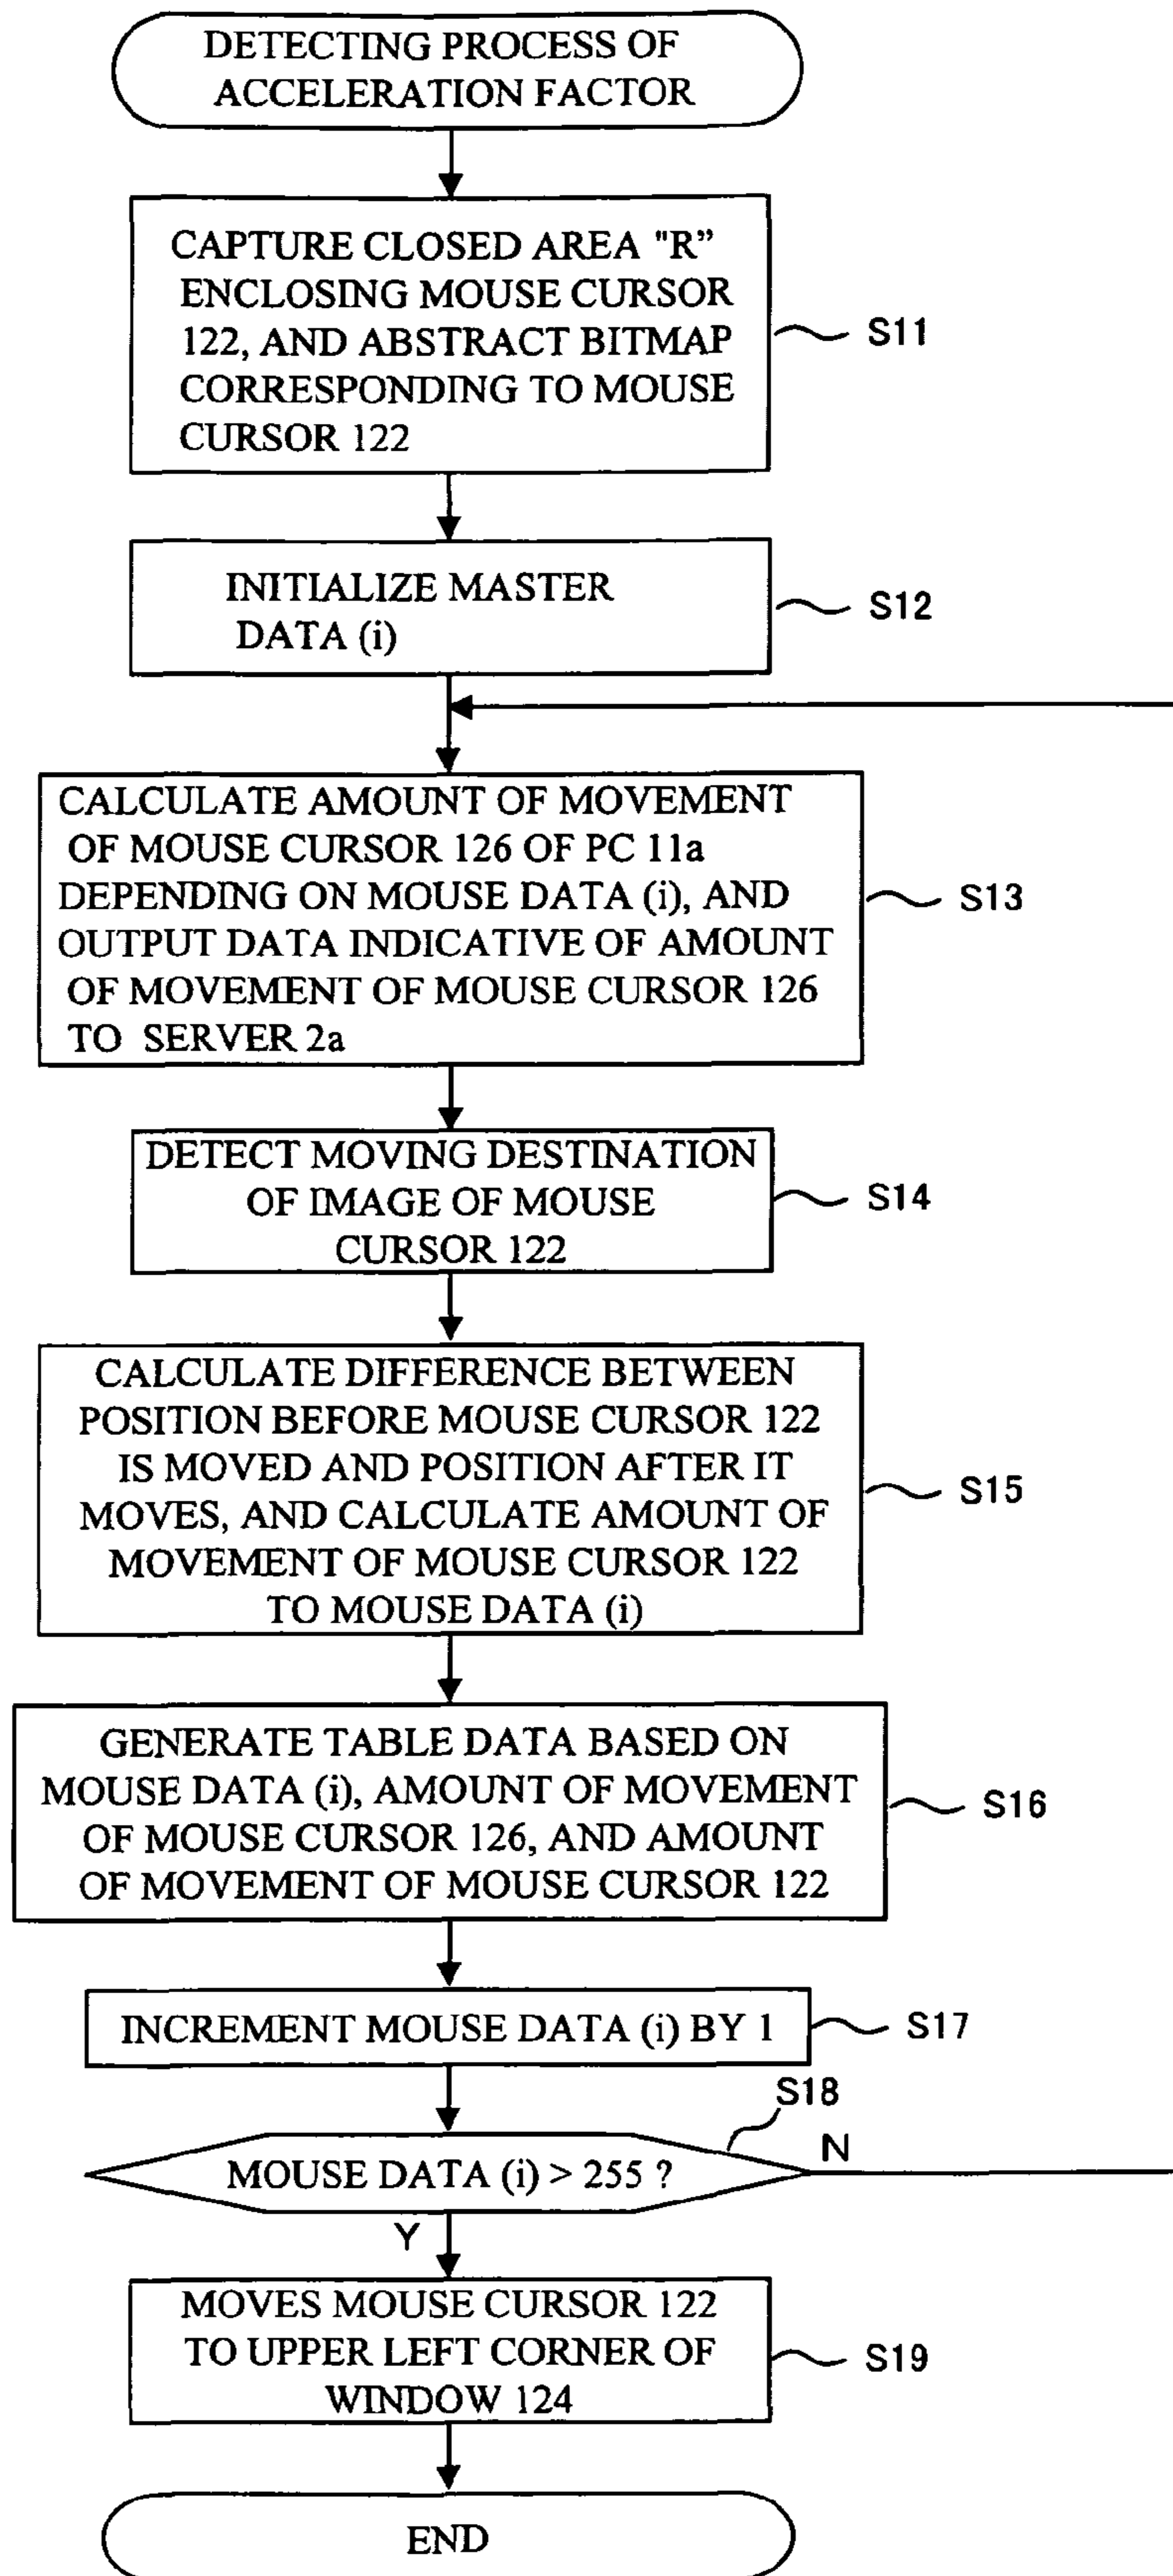 DETECTING PROCESS OF
ACCELERATION FACTOR
CAPTURE CLOSED AREA "R”
ENCLOSING MOUSE CURSOR
122, AND ABSTRACT BITMAP
CORRESPONDING TO MOUSE
CURSOR 122
S11
INITIALIZE MASTER
DATA (i)
S12
CALCULATE AMOUNT OF MOVEMENT
OF MOUSE CURSOR 126 OF PC 11a
DEPENDING ON MOUSE DATA (i), AND
OUTPUT DATA INDICATIVE OF AMOUNT
OF MOVEMENT OF MOUSE CURSOR 126
TO SERVER 2a
S13
DETECT MOVING DESTINATION
OF IMAGE OF MOUSE
CURSOR 122
S14
CALCULATE DIFFERENCE BETWEEN
POSITION BEFORE MOUSE CURSOR 122
IS MOVED AND POSITION AFTER IT
MOVES, AND CALCULATE AMOUNT OF
MOVEMENT OF MOUSE CURSOR 122
TO MOUSE DATA (i)
S15
GENERATE TABLE DATA BASED ON
MOUSE DATA (i), AMOUNT OF MOVEMENT
OF MOUSE CURSOR 126, AND AMOUNT
OF MOVEMENT OF MOUSE CURSOR 122
S16
INCREMENT MOUSE DATA (i) BY 1
S17
S18
MOUSE DATA (i) > 255 ?
N
Y
MOVES MOUSE CURSOR 122
TO UPPER LEFT CORNER OF
WINDOW 124
S19
END